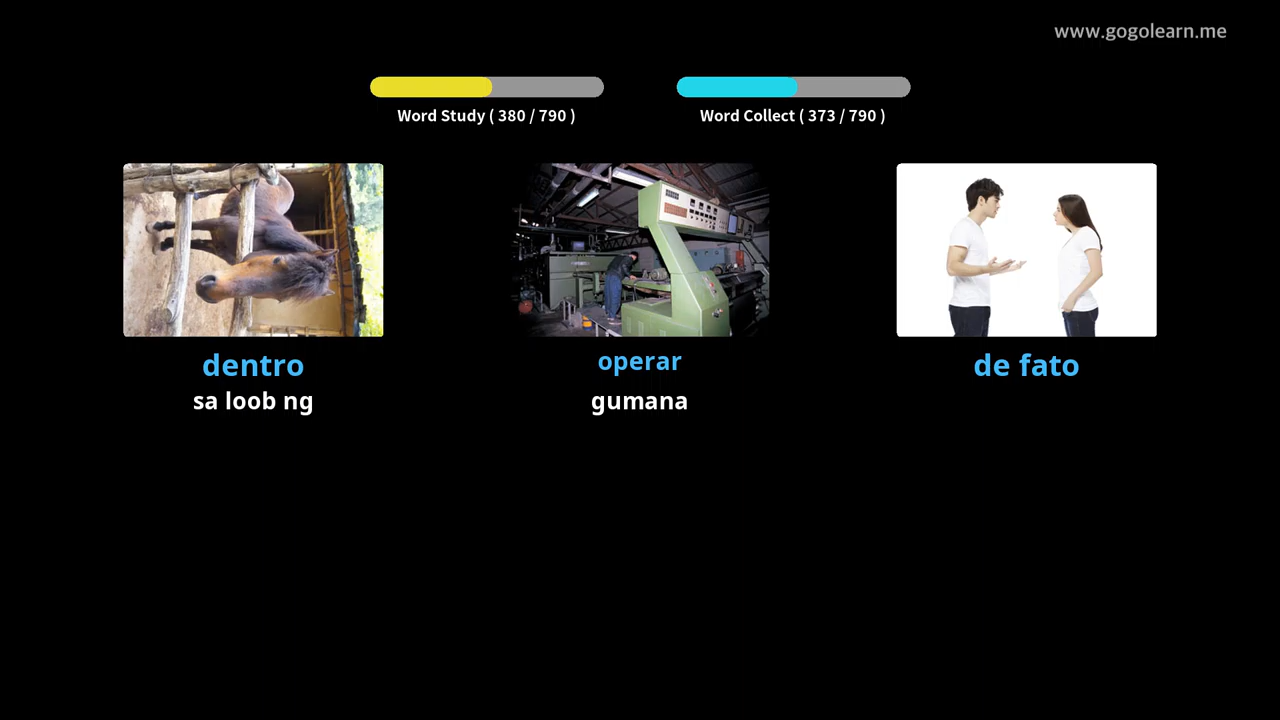 www.gogolearn.me
Word Study ( 380 / 790 )
Word Collect ( 373 / 790 )
dentro
operar
de fato
sa loob ng
gumana